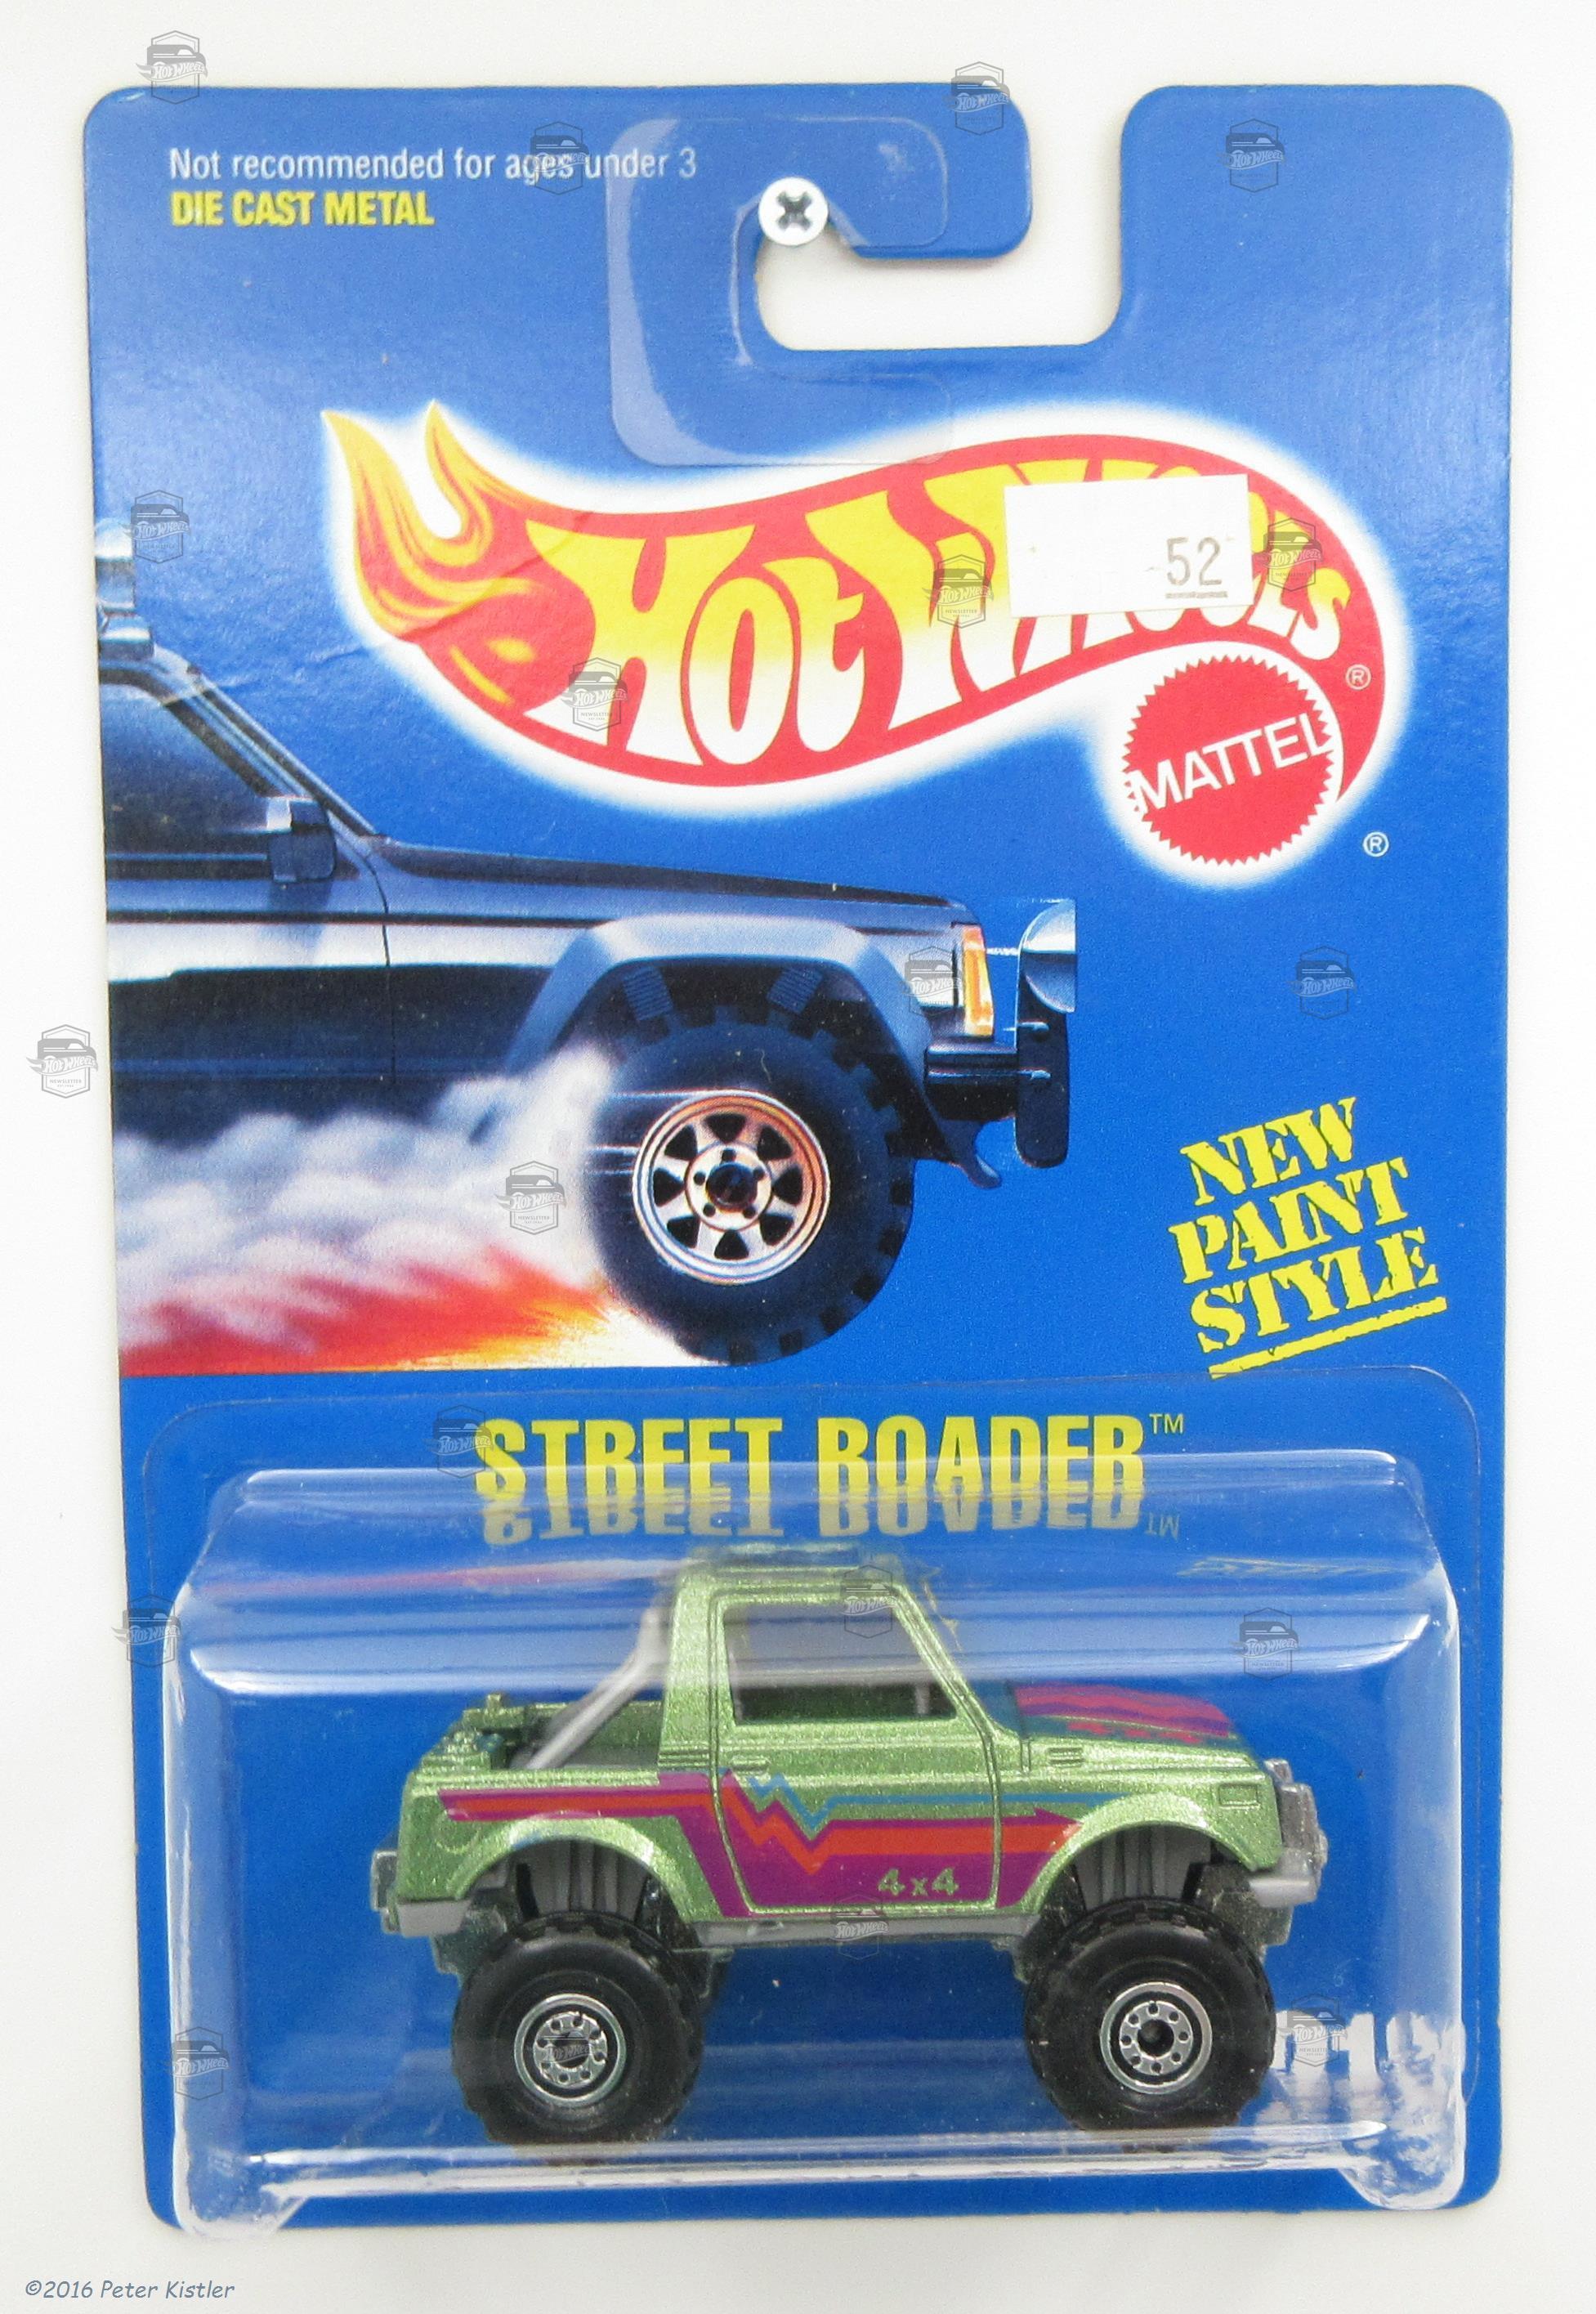 Not recommended for ages under 3
DIE CAST METAL
HOT WHEELS
®
52
MATTEL
®
NEW
PAINT
STYLE
STREET ROADER™
4x4
©2016 Peter Kistler